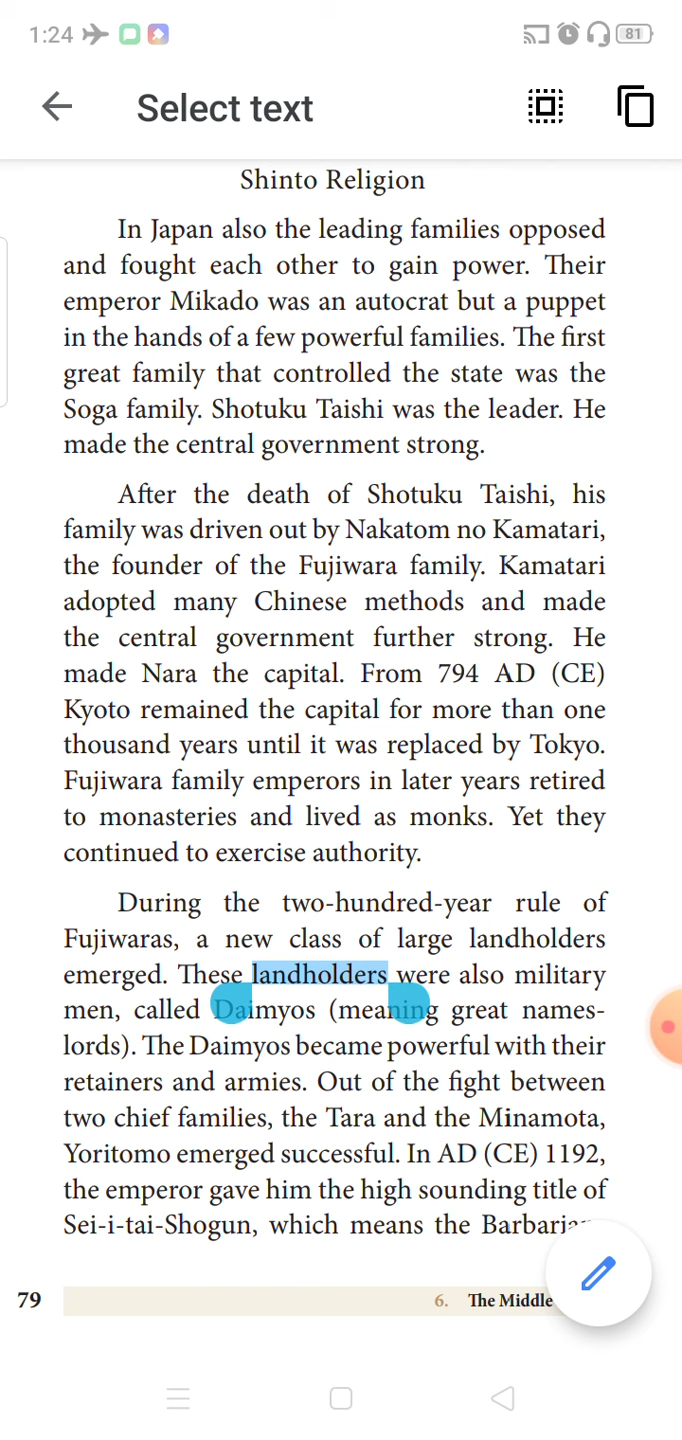 1:24
81
Select text
Shinto Religion
In Japan also the leading families opposed
and fought each other to gain power. Their
emperor Mikado was an autocrat but a puppet
in the hands of a few powerful families. The first
great family that controlled the state was the
Soga family. Shotuku Taishi was the leader. He
made the central government strong.
After the death of Shotuku Taishi, his
family was driven out by Nakatom no Kamatari,
the founder of the Fujiwara family. Kamatari
adopted many Chinese methods and made
the central government further strong. He
made Nara the capital. From 794 AD (CE)
Kyoto remained the capital for more than one
thousand years until it was replaced by Tokyo.
Fujiwara family emperors in later years retired
to monasteries and lived as monks. Yet they
continued to exercise authority.
During the two-hundred-year rule of
Fujiwaras, a new class of large landholders
emerged. These landholders were also military
men, called Daimyos (meaning great names-
lords). The Daimyos became powerful with their
retainers and armies. Out of the fight between
two chief families, the Tara and the Minamota,
Yoritomo emerged successful. In AD (CE) 1192,
the emperor gave him the high sounding title of
Sei-i-tai-Shogun, which means the
79
6. The Middle